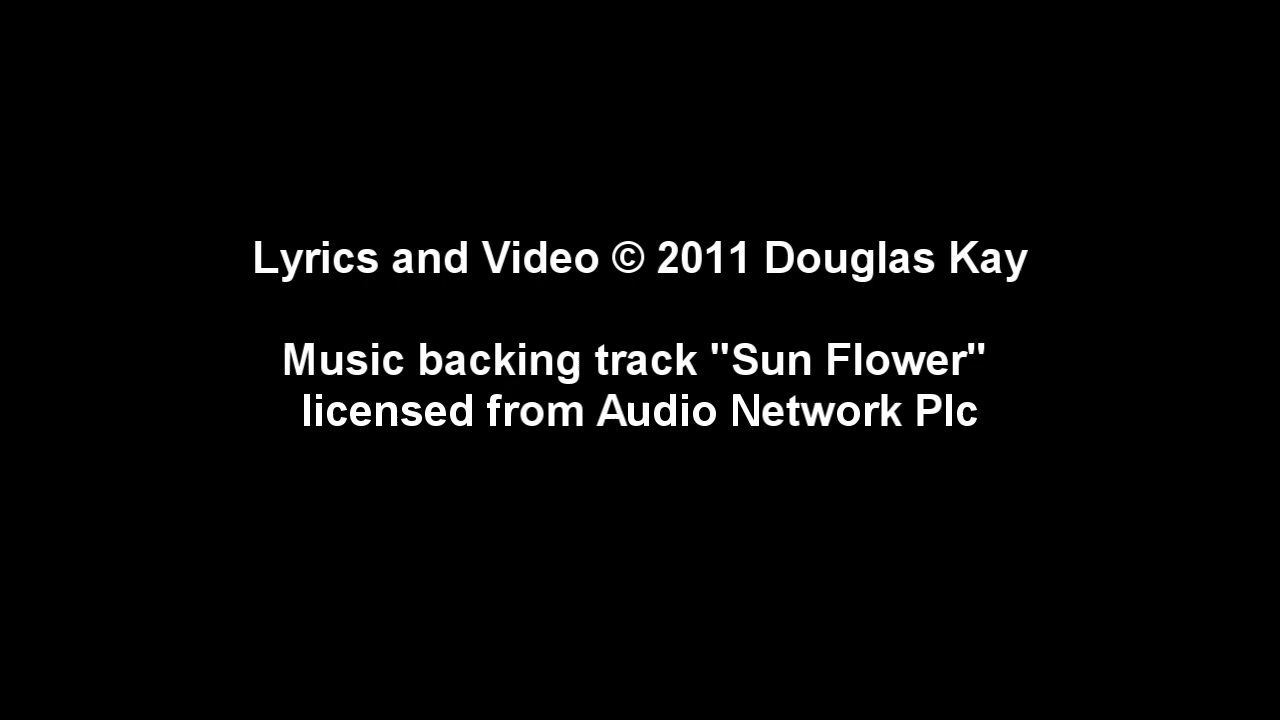 Lyrics and Video © 2011 Douglas Kay
Music backing track "Sun Flower"
licensed from Audio Network Plc